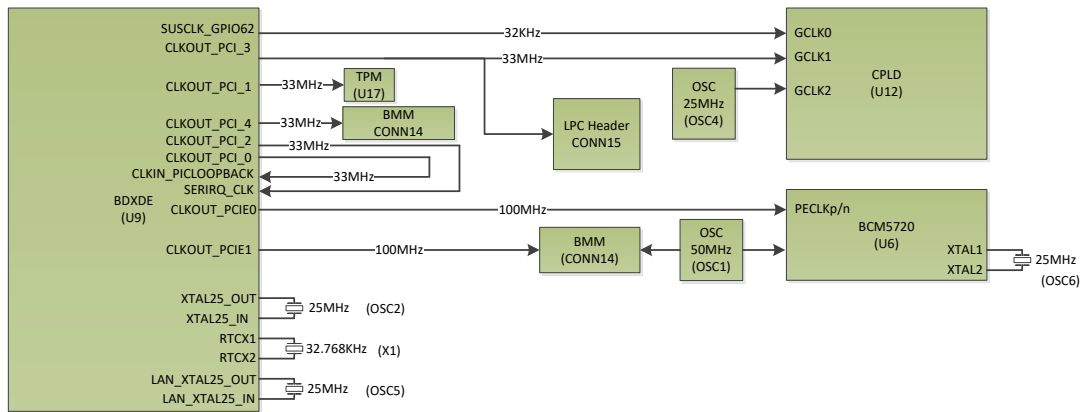 SUSCLK_GPIO62
CLKOUT_PCI_3
CLKOUT_PCI_1
CLKOUT_PCI_4
CLKOUT_PCI_2
CLKOUT_PCI_0
CLKIN_PICLOOPBACK
SERIRQ_CLK
BDXDE
(U9)
CLKOUT_PCIE0
CLKOUT_PCIE1
XTAL25_OUT
XTAL25_IN
RTCX1
RTCX2
LAN_XTAL25_OUT
LAN_XTAL25_IN
32KHz
33MHz
33MHz
TPM
(U17)
33MHz
BMM
CONN14
33MHz
33MHz
LPC Header
CONN15
OSC
25MHz
(OSC4)
GCLK0
GCLK1
GCLK2
CPLD
(U12)
100MHz
100MHz
BMM
(CONN14)
OSC
50MHz
(OSC1)
PECLKp/n
BCM5720
(U6)
XTAL1
XTAL2
25MHz
(OSC6)
25MHz (OSC2)
32.768KHz (X1)
25MHz (OSC5)